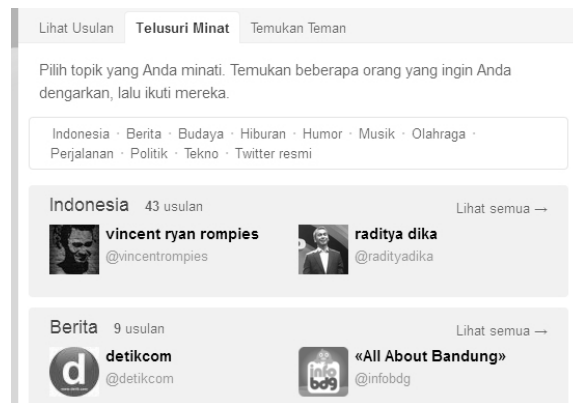 Lihat Usulan Telusuri Minat Temukan Teman
Pilih topik yang Anda minati. Temukan beberapa orang yang ingin Anda
dengarkan, lalu ikuti mereka.
Indonesia · Berita · Budaya · Hiburan · Humor · Musik · Olahraga ·
Perjalanan · Politik · Tekno · Twitter resmi
Indonesia 43 usulan Lihat semua →
vincent ryan rompies raditya dika
@vincentrompies @radityadika
Berita 9 usulan Lihat semua →
detikcom «All About Bandung»
@detikcom @infobdg
d
info
bdg